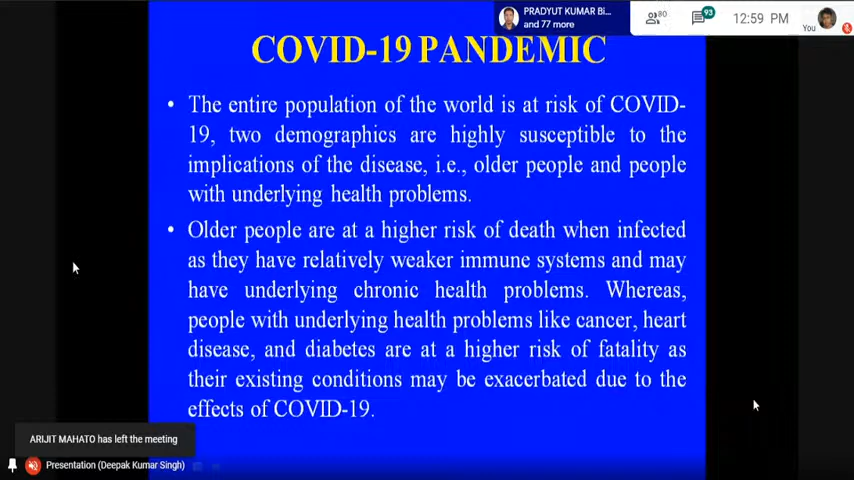 PRADYUT KUMAR Bi...
and 77 more
80
93
12:59 PM
You
COVID-19 PANDEMIC
• The entire population of the world is at risk of COVID-
19, two demographics are highly susceptible to the
implications of the disease, i.e., older people and people
with underlying health problems.
• Older people are at a higher risk of death when infected
as they have relatively weaker immune systems and may
have underlying chronic health problems. Whereas,
people with underlying health problems like cancer, heart
disease, and diabetes are at a higher risk of fatality as
their existing conditions may be exacerbated due to the
effects of COVID-19.
ARIJIT MAHATO has left the meeting
Presentation (Deepak Kumar Singh)